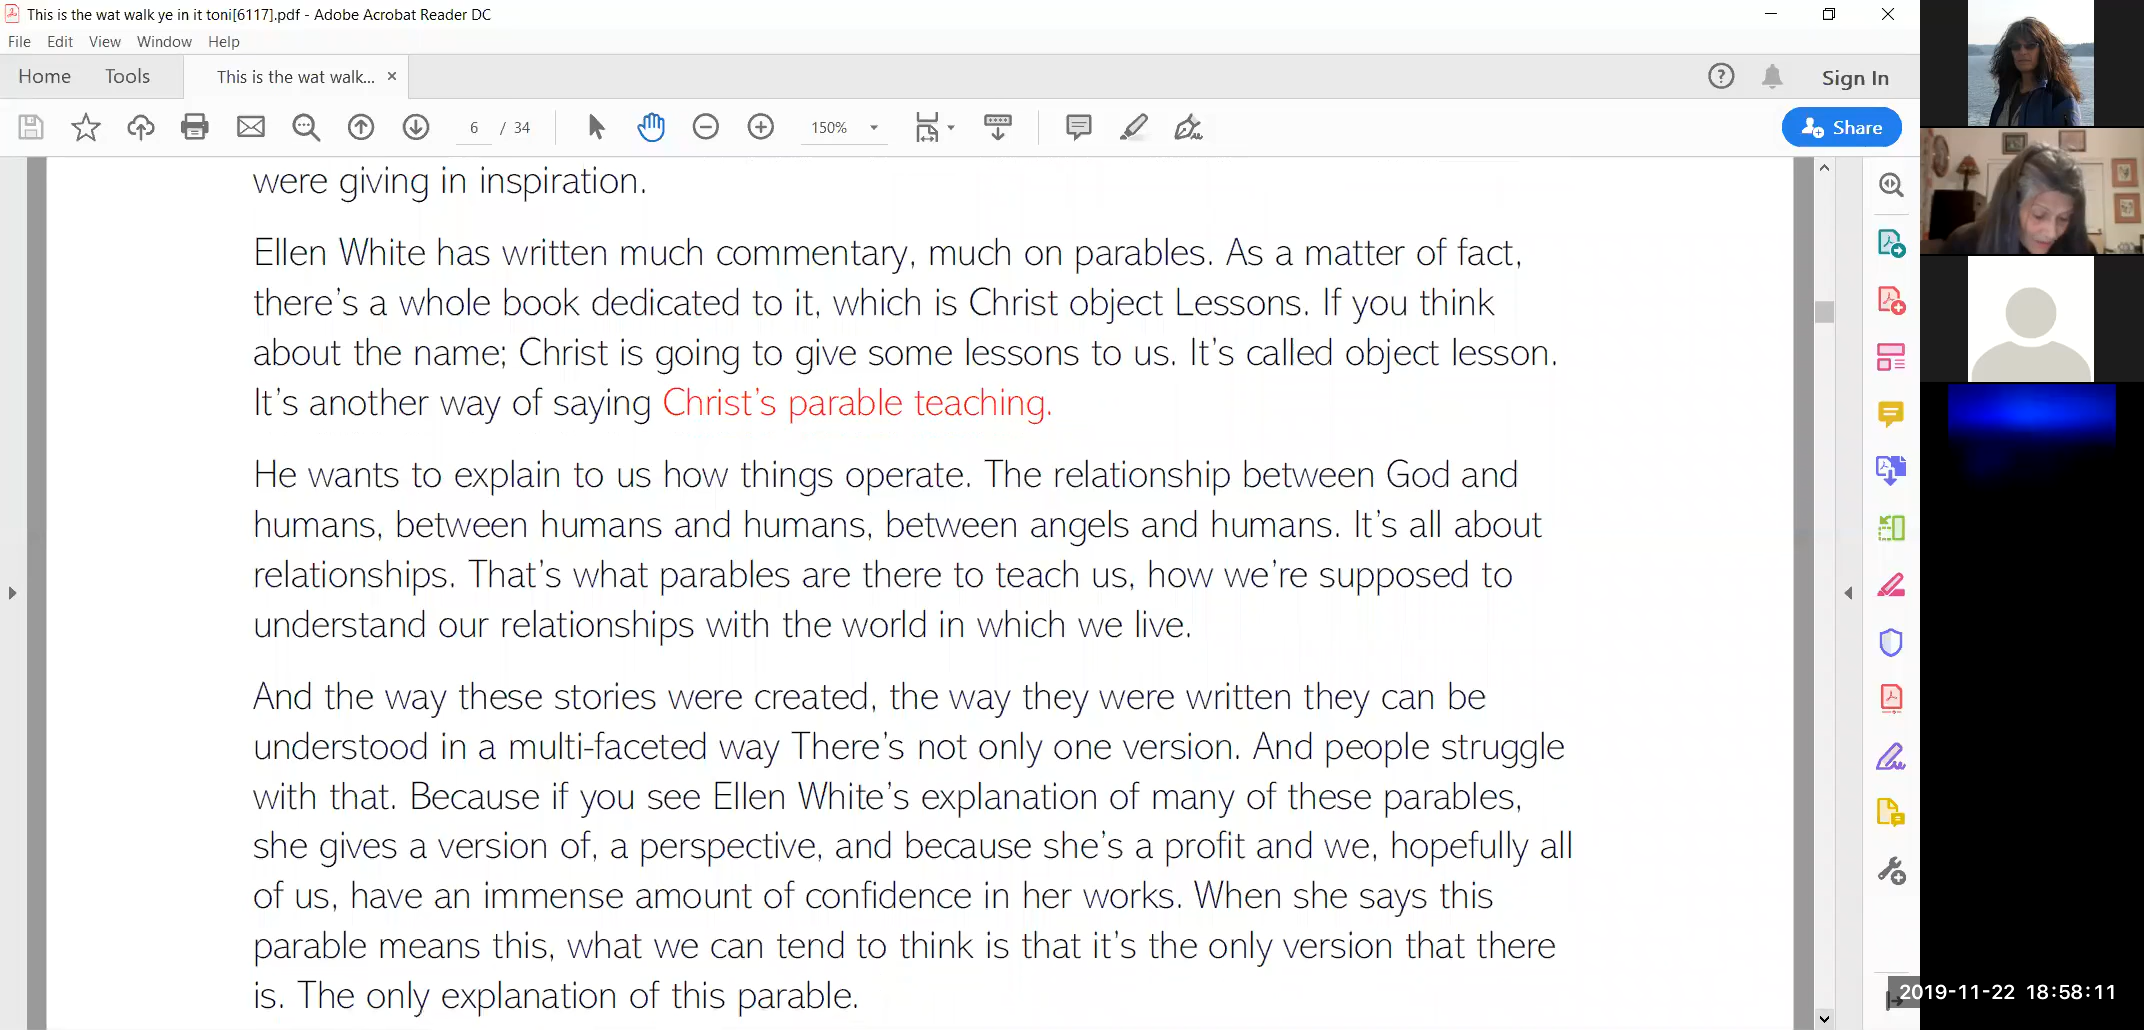 This is the wat walk ye in it toni[6117].pdf - Adobe Acrobat Reader DC
File Edit View Window Help
Home Tools This is the wat walk... × Sign In
6 / 34 150% Share
were giving in inspiration.
Ellen White has written much commentary, much on parables. As a matter of fact,
there's a whole book dedicated to it, which is Christ object Lessons. If you think
about the name; Christ is going to give some lessons to us. It's called object lesson.
It's another way of saying Christ's parable teaching.
He wants to explain to us how things operate. The relationship between God and
humans, between humans and humans, between angels and humans. It's all about
relationships. That's what parables are there to teach us, how we're supposed to
understand our relationships with the world in which we live.
And the way these stories were created, the way they were written they can be
understood in a multi-faceted way There's not only one version. And people struggle
with that. Because if you see Ellen White's explanation of many of these parables,
she gives a version of, a perspective, and because she's a profit and we, hopefully all
of us, have an immense amount of confidence in her works. When she says this
parable means this, what we can tend to think is that it's the only version that there
is. The only explanation of this parable.
2019-11-22 18:58:11